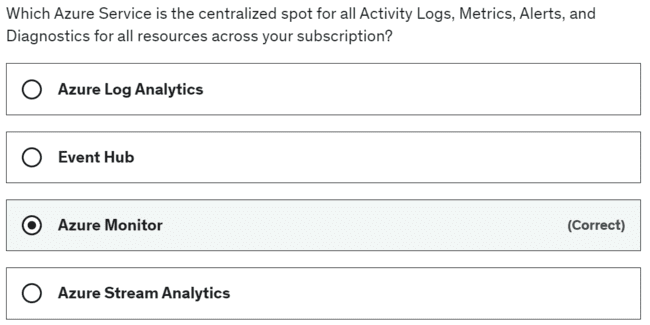 Which Azure Service is the centralized spot for all Activity Logs, Metrics, Alerts, and
Diagnostics for all resources across your subscription?
Azure Log Analytics
Event Hub
Azure Monitor (Correct)
Azure Stream Analytics